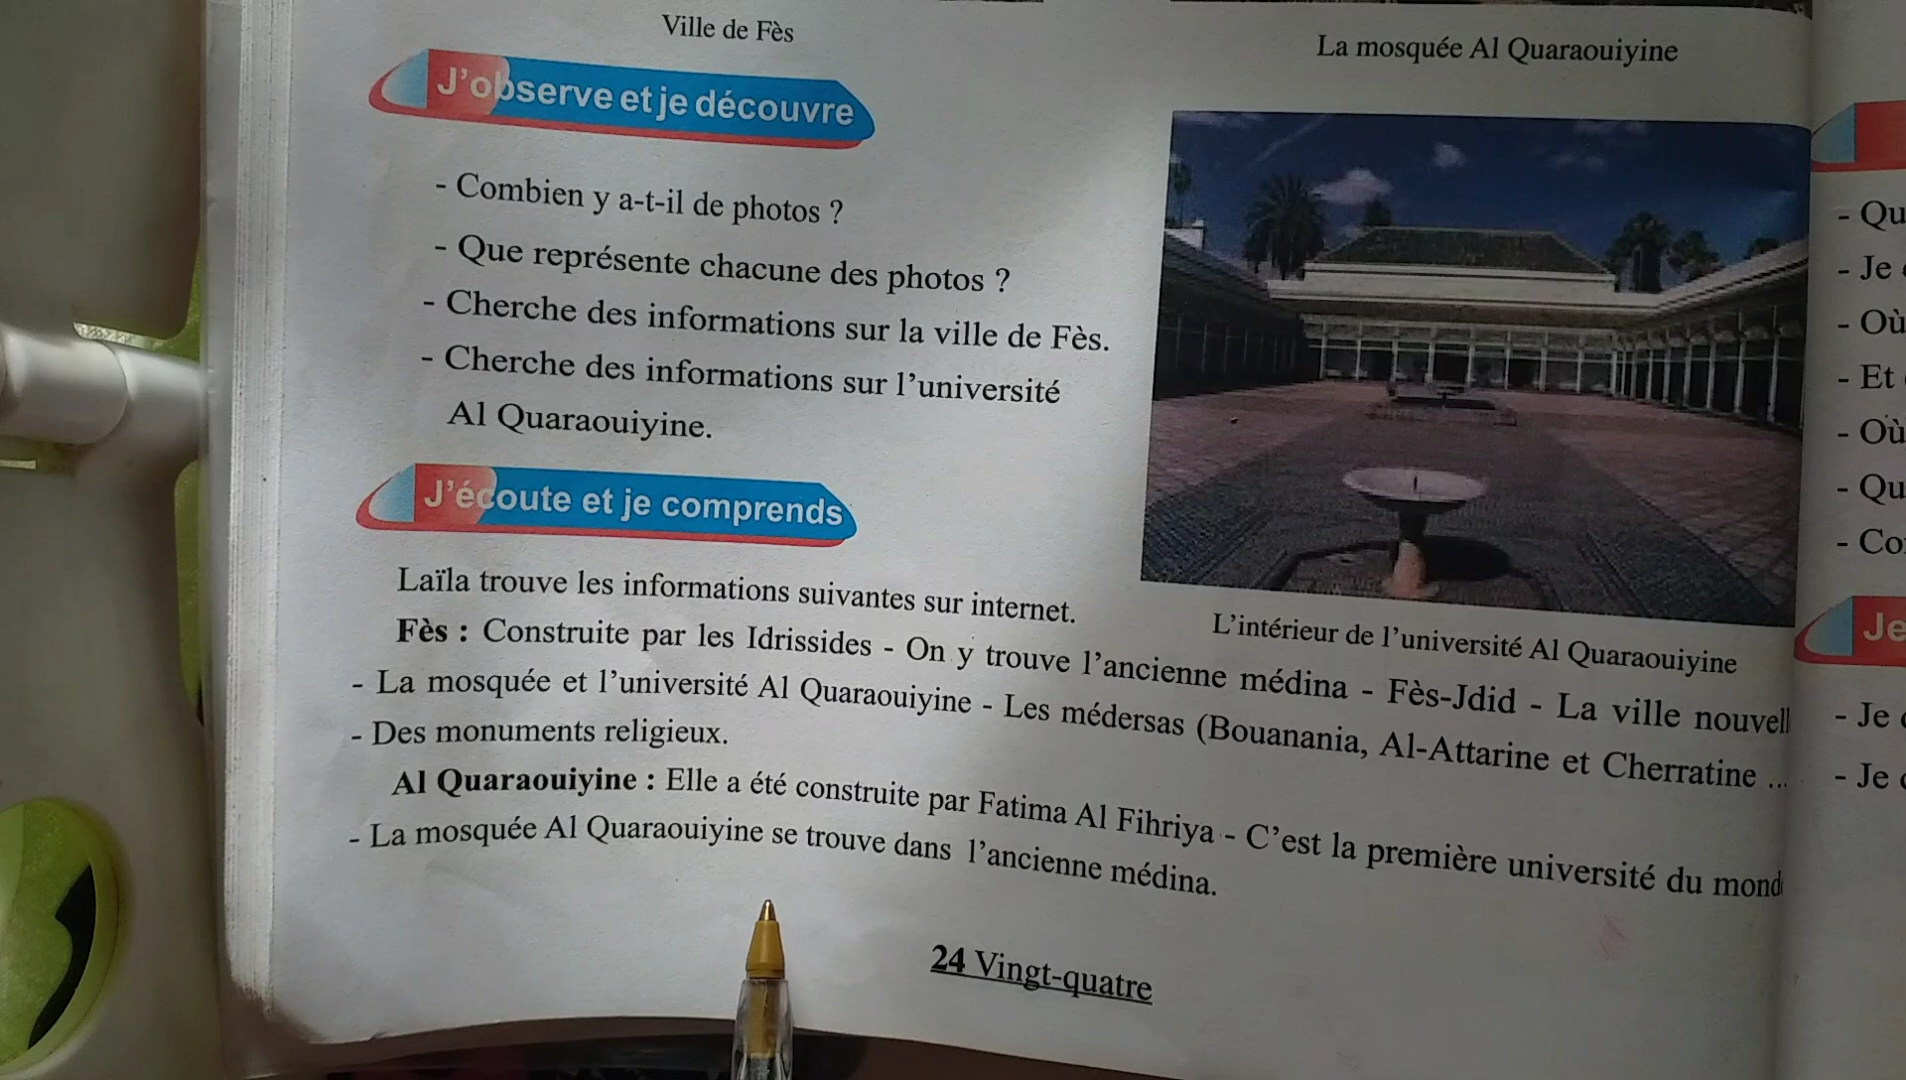 Ville de Fès
La mosquée Al Quaraouiyine
J'observe et je découvre
- Combien y a-t-il de photos ?
- Que représente chacune des photos ?
- Cherche des informations sur la ville de Fès.
- Cherche des informations sur l'université
Al Quaraouiyine.
L'intérieur de l'université Al Quaraouiyine
J'écoute et je comprends
Laïla trouve les informations suivantes sur internet.
Fès : Construite par les Idrissides - On y trouve l'ancienne médina - Fès-Jdid - La ville nouvell
- La mosquée et l'université Al Quaraouiyine - Les médersas (Bouanania, Al-Attarine et Cherratine ...
- Des monuments religieux.
Al Quaraouiyine : Elle a été construite par Fatima Al Fihriya - C'est la première université du mond
- La mosquée Al Quaraouiyine se trouve dans l'ancienne médina.
24 Vingt-quatre
- Qu
- Je
- Où
- Et
- Où
- Qu
- Co
Je
- Je
- Je